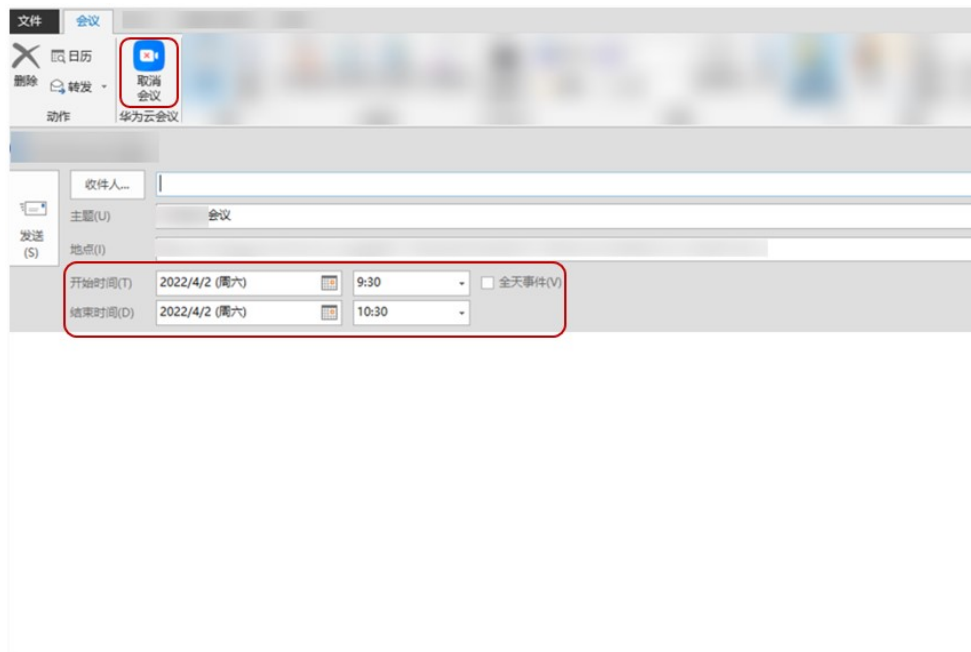 文件 会议
删除
日历
转发
动作
取消
会议
华为云会议
发送
(S)
收件人...
主题(U) 会议
地点(I)
开始时间(T) 2022/4/2 (周六) 9:30 全天事件(V)
结束时间(D) 2022/4/2 (周六) 10:30